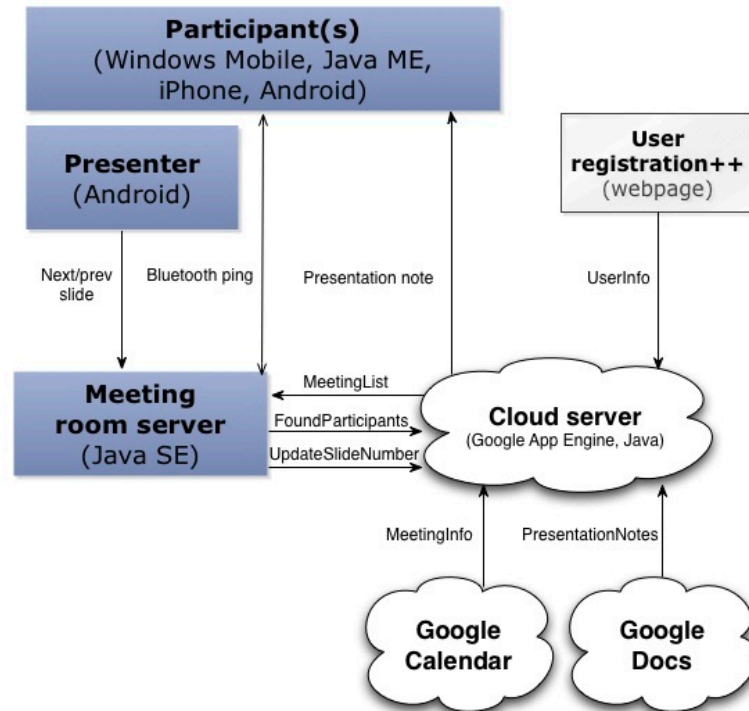 Participant(s)
(Windows Mobile, Java ME,
iPhone, Android)
Presenter
(Android)
User
registration++
(webpage)
Next/prev
slide
Bluetooth ping
Presentation note
UserInfo
Meeting
room server
(Java SE)
MeetingList
FoundParticipants
UpdateSlideNumber
Cloud server
(Google App Engine, Java)
MeetingInfo
PresentationNotes
Google
Calendar
Google
Docs